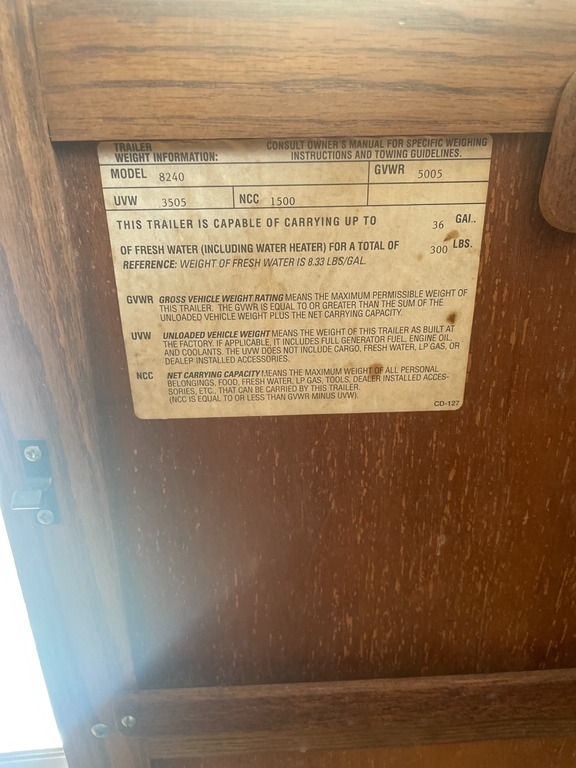 TRAILER
WEIGHT INFORMATION:
CONSULT OWNER'S MANUAL FOR SPECIFIC WEIGHING
INSTRUCTIONS AND TOWING GUIDELINES.
MODEL 8240
GVWR 5005
UVW 3505
NCC 1500
THIS TRAILER IS CAPABLE OF CARRYING UP TO 36 GAL.
OF FRESH WATER (INCLUDING WATER HEATER) FOR A TOTAL OF 300 LBS.
REFERENCE: WEIGHT OF FRESH WATER IS 8.33 LBS/GAL.
GVWR GROSS VEHICLE WEIGHT RATING MEANS THE MAXIMUM PERMISSIBLE WEIGHT OF
THIS TRAILER. THE GVWR IS EQUAL TO OR GREATER THAN THE SUM OF THE
UNLOADED VEHICLE WEIGHT PLUS THE NET CARRYING CAPACITY.
UVW UNLOADED VEHICLE WEIGHT MEANS THE WEIGHT OF THIS TRAILER AS BUILT AT
THE FACTORY. IF APPLICABLE, IT INCLUDES FULL GENERATOR FUEL, ENGINE OIL,
AND COOLANTS. THE UVW DOES NOT INCLUDE CARGO, FRESH WATER, LP GAS, OR
DEALER INSTALLED ACCESSORIES.
NCC NET CARRYING CAPACITY MEANS THE MAXIMUM WEIGHT OF ALL PERSONAL
BELONGINGS, FOOD, FRESH WATER, LP GAS, TOOLS, DEALER INSTALLED ACCES-
SORIES, ETC., THAT CAN BE CARRIED BY THIS TRAILER.
(NCC IS EQUAL TO OR LESS THAN GVWR MINUS UVW).
CD-127